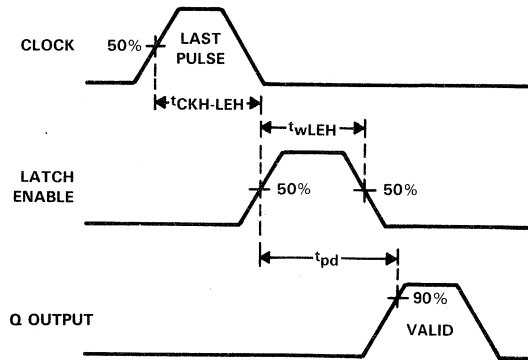 CLOCK
50%
LAST
PULSE
tCKH-LEH
twLEH
LATCH
ENABLE
50%
50%
tpd
Q OUTPUT
90%
VALID